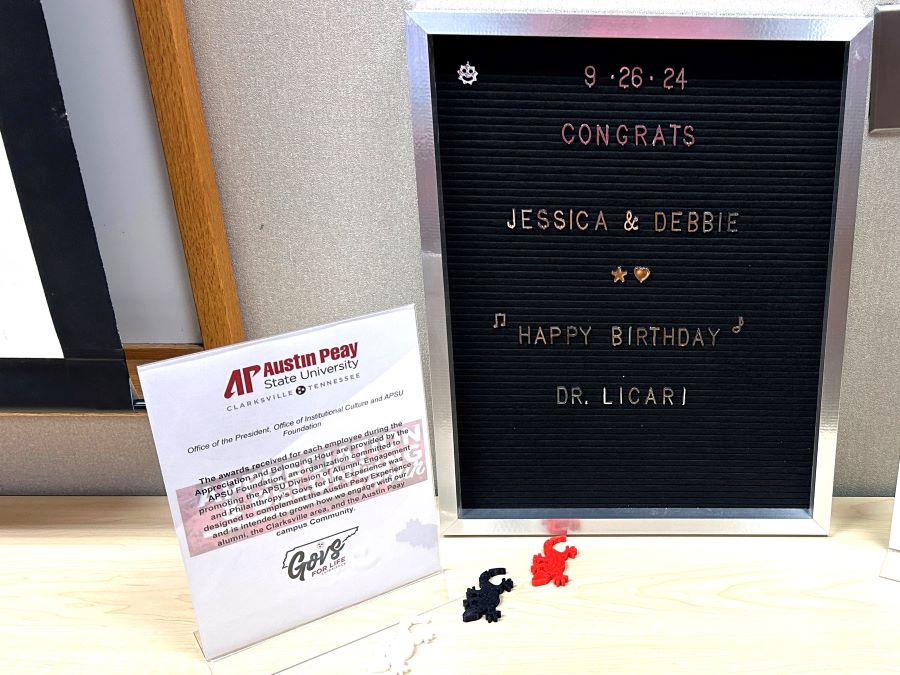 AP Austin Peay
State University
CLARKSVILLE TENNESSEE
Office of the President, Office of Institutional Culture and APSU
Foundation
The awards received for each employee during the
Appreciation and Belonging Hour are provided by the
APSU Foundation, an organization committed to
promoting the APSU Division of Alumni, Engagement
and Philanthropy's Govs for Life Experience was
designed to complement the Austin Peay Experience
and is intended to grown how we engage with our
alumni, the Clarksville area, and the Austin Peay
campus Community.
GOVS
FOR LIFE
9 · 26 · 24
CONGRATS
JESSICA & DEBBIE
HAPPY BIRTHDAY
DR. LICARI